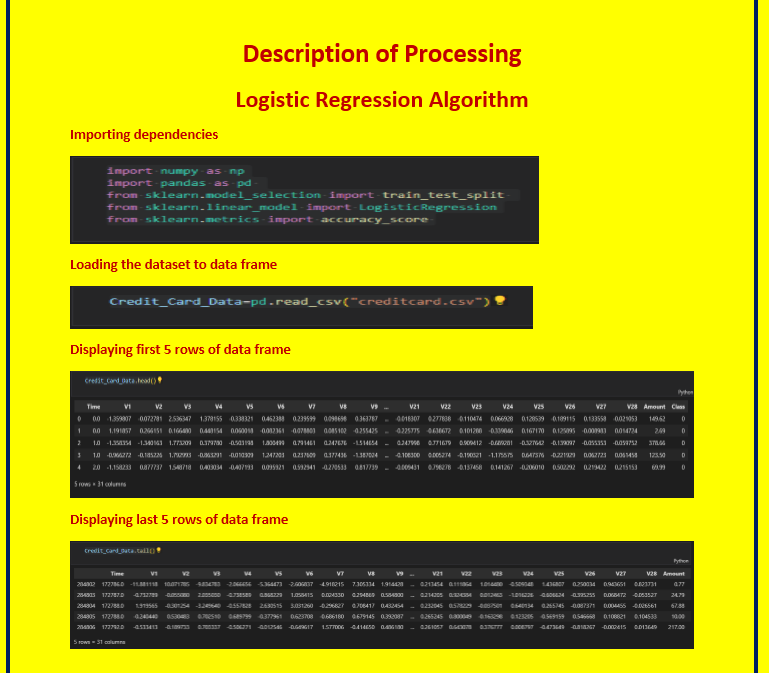 Description of Processing
Logistic Regression Algorithm
Importing dependencies
import numpy as np
import pandas as pd
from sklearn.model_selection import train_test_split
from sklearn.linear_model import LogisticRegression
from sklearn.metrics import accuracy_score
Loading the dataset to data frame
Credit_Card_Data=pd.read_csv("creditcard.csv")
Displaying first 5 rows of data frame
Credit_Card_Data.head()
Python
Time V1 V2 V3 V4 V5 V6 V7 V8 V9 ... V21 V22 V23 V24 V25 V26 V27 V28 Amount Class
0 0.0 -1.359807 -0.072781 2.536347 1.378155 -0.338321 0.462388 0.239599 0.098698 0.363787 ... -0.018307 0.277838 -0.110474 0.066928 0.128539 -0.189115 0.133558 -0.021053 149.62 0
1 0.0 1.191857 0.266151 0.166480 0.448154 0.060018 -0.082361 -0.078803 0.085102 -0.255425 ... -0.225775 -0.638672 0.101288 -0.339846 0.167170 0.125895 -0.008983 0.014724 2.69 0
2 1.0 -1.358354 -1.340163 1.773209 0.379780 -0.503198 1.800499 0.791461 0.247676 -1.514654 ... 0.247998 0.771679 0.909412 -0.689281 -0.327642 -0.139097 -0.055353 -0.059752 378.66 0
3 1.0 -0.966272 -0.185226 1.792993 -0.863291 -0.010309 1.247203 0.237609 0.377436 -1.387024 ... -0.108300 0.005274 -0.190321 -1.175575 0.647376 -0.221929 0.062723 0.061458 123.50 0
4 2.0 -1.158233 0.877737 1.548718 0.403034 -0.407193 0.095921 0.592941 -0.270533 0.817739 ... -0.009431 0.798278 -0.137458 0.141267 -0.206010 0.502292 0.219422 0.215153 69.99 0
5 rows × 31 columns
Displaying last 5 rows of data frame
Credit_Card_Data.tail()
Python
Time V1 V2 V3 V4 V5 V6 V7 V8 V9 ... V21 V22 V23 V24 V25 V26 V27 V28 Amount
284802 172786.0 -11.881118 10.071785 -9.834783 -2.066656 -5.364473 -2.606837 -4.918215 7.305334 1.914428 ... 0.213454 0.111864 1.014480 -0.509348 1.436807 0.250034 0.943651 0.823731 0.77
284803 172787.0 -0.732789 -0.055080 2.035030 -0.738589 0.868229 1.058415 0.024330 0.294869 0.584800 ... 0.214205 0.924384 0.012463 -1.016226 -0.606624 -0.395255 0.068472 -0.053527 24.79
284804 172788.0 1.919565 -0.301254 -3.249640 -0.557828 2.630515 3.031260 -0.296827 0.708417 0.432454 ... 0.232045 0.578229 -0.037501 0.640134 0.265745 -0.087371 0.004455 -0.026561 67.88
284805 172788.0 -0.240440 0.530483 0.702510 0.689799 -0.377961 0.623708 -0.686180 0.679145 0.392087 ... 0.265245 0.800049 -0.163298 0.123205 -0.569159 0.546668 0.108821 0.104533 10.00
284806 172792.0 -0.533413 -0.189733 0.703337 -0.506271 -0.012546 -0.649617 1.577006 -0.414650 0.486180 ... 0.261057 0.643078 0.376777 0.008797 -0.473649 -0.818267 -0.002415 0.013649 217.00
5 rows × 31 columns